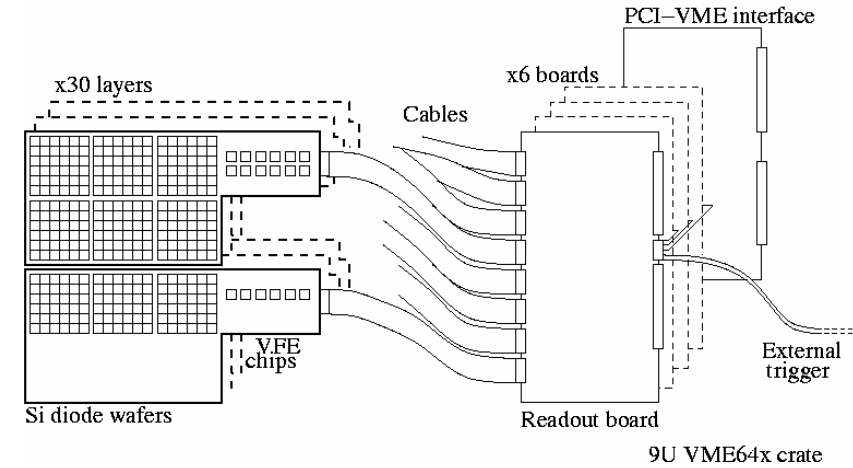 PCI−VME interface
x30 layers
x6 boards
Cables
VFE
chips
External
trigger
Si diode wafers
Readout board
9U VME64x crate